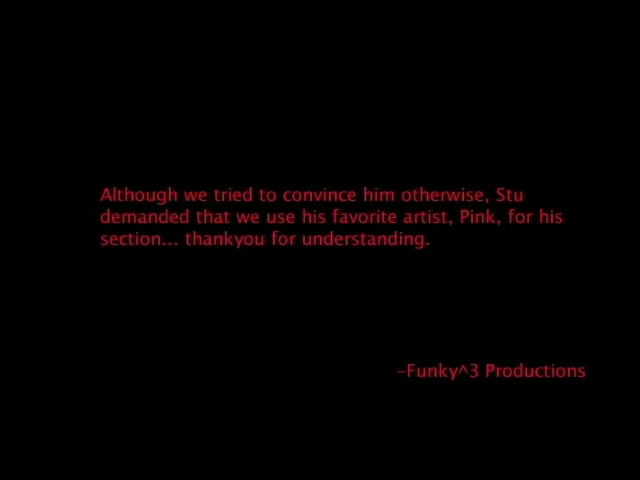 Although we tried to convince him otherwise, Stu
demanded that we use his favorite artist, Pink, for his
section... thankyou for understanding.
-Funky^3 Productions